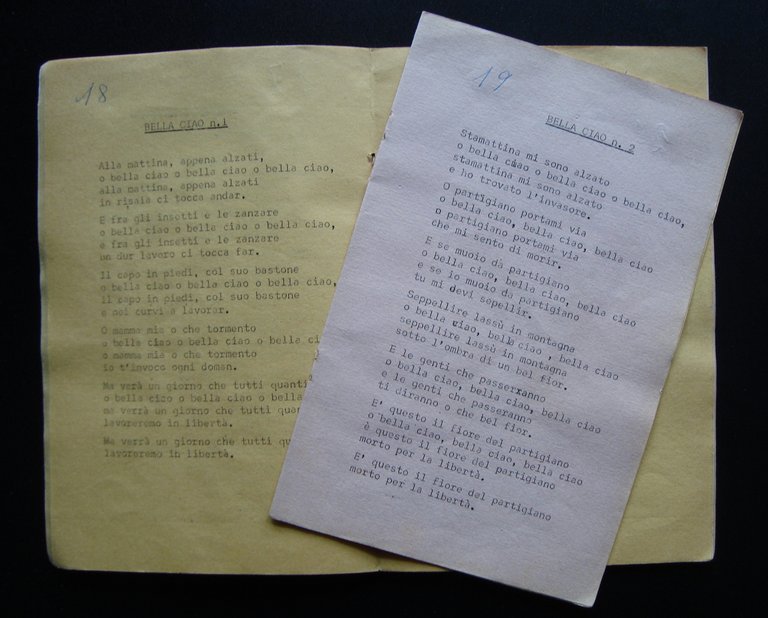 18
BELLA CIAO n.1
Alla mattina, appena alzati,
o bella ciao o bella ciao o bella ciao,
alla mattina, appena alzati
in risaia ci tocca andar.
E fra gli insetti e le zanzare
o bella ciao o bella ciao o bella ciao,
e fra gli insetti e le zanzare
un dur lavoro ci tocca far.
Il capo in piedi, col suo bastone
o bella ciao o bella ciao o bella ciao,
il capo in piedi, col suo bastone
e noi curvi a lavorar.
O mamma mia o che tormento
o bella ciao o bella ciao o bella ci
o mamma mia o che tormento
io t'invoco ogni doman.
Ma verà un giorno che tutti quanti
o bella cico o bella ciao o bella
ma verà un giorno che tutti quan
lavoreremo in libertà.
Ma verà un giorno che tutti qu
lavoreremo in libertà.
19
BELLA CIAO n. 2
Stamattina mi sono alzato
o bella ciao o bella ciao o bella ciao,
stamattina mi sono alzato
e ho trovato l'invasore.
O partigiano portami via
o bella ciao, bella ciao, bella ciao
o partigiano portami via
che mi sento di morir.
E se muoio da partigiano
o bella ciao, bella ciao, bella ciao
e se io muoio da partigiano
tu mi devi sepellir.
Seppellire lassù in montagna
o bella ciao, bella ciao , bella ciao
seppellire lassù in montagna
sotto l'ombra di un bel fior.
E le genti che passerranno
o bella ciao, bella ciao, bella ciao
e le genti che passeranno
ti diranno o che bel fior.
E' questo il fiore del partigiano
o bella ciao, bella ciao, bella ciao
è questo il fiore del partigiano
morto per la libertà.
E' questo il fiore del partigiano
morto per la libertà.